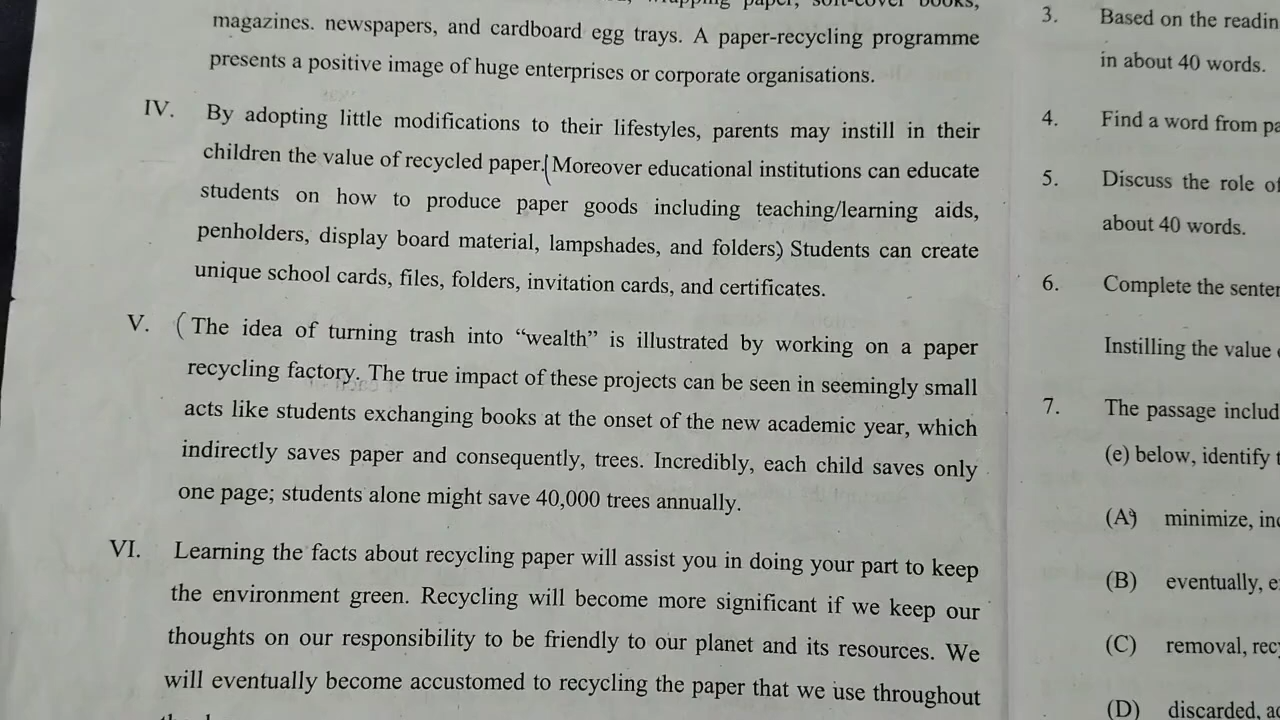 wrapping paper, soft-cover books,
magazines. newspapers, and cardboard egg trays. A paper-recycling programme
presents a positive image of huge enterprises or corporate organisations.
IV. By adopting little modifications to their lifestyles, parents may instill in their
children the value of recycled paper.(Moreover educational institutions can educate
students on how to produce paper goods including teaching/learning aids,
penholders, display board material, lampshades, and folders) Students can create
unique school cards, files, folders, invitation cards, and certificates.
V. (The idea of turning trash into “wealth” is illustrated by working on a paper
recycling factory. The true impact of these projects can be seen in seemingly small
acts like students exchanging books at the onset of the new academic year, which
indirectly saves paper and consequently, trees. Incredibly, each child saves only
one page; students alone might save 40,000 trees annually.
VI. Learning the facts about recycling paper will assist you in doing your part to keep
the environment green. Recycling will become more significant if we keep our
thoughts on our responsibility to be friendly to our planet and its resources. We
will eventually become accustomed to recycling the paper that we use throughout
3. Based on the readin
in about 40 words.
4. Find a word from pa
5. Discuss the role of
about 40 words.
6. Complete the senten
Instilling the value
7. The passage includ
(e) below, identify
(A) minimize, inc
(B) eventually, e
(C) removal, recy
(D) discarded, ac